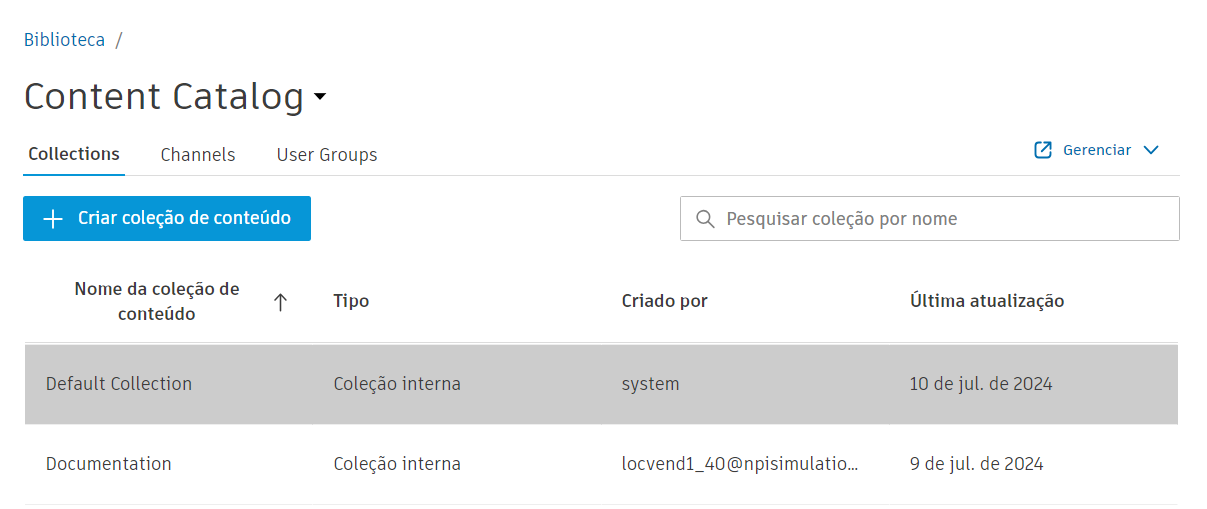 Biblioteca /
Content Catalog
Collections Channels User Groups Gerenciar
Criar coleção de conteúdo Pesquisar coleção por nome
Nome da coleção de
conteúdo Tipo Criado por Última atualização
Default Collection Coleção interna system 10 de jul. de 2024
Documentation Coleção interna locvend1_40@npisimulatio... 9 de jul. de 2024